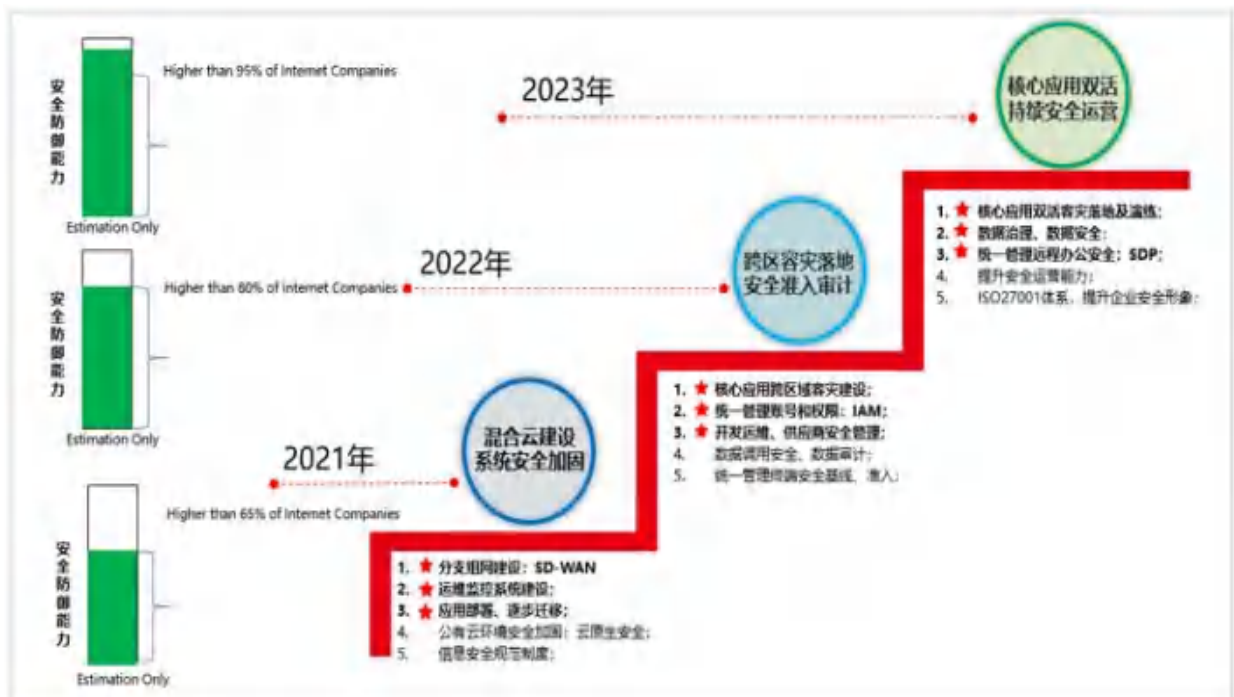 安全防御能力
Higher than 95% of Internet Companies
Estimation Only
2023年
核心应用双活
持续安全运营
1. ★ 核心应用双活容灾落地及演练;
2. ★ 数据治理、数据安全;
3. ★ 统一管理远程办公安全: SDP;
4. 提升安全运营能力;
5. ISO27001体系、提升企业安全形象;
安全防御能力
Higher than 80% of Internet Companies
Estimation Only
2022年
跨区容灾落地
安全准入审计
1. ★ 核心应用跨区域容灾建设;
2. ★ 统一管理账号和权限: IAM;
3. ★ 开发运维、供应商安全管理;
4. 数据调用安全、数据审计;
5. 统一管理终端安全基线、准入;
安全防御能力
Higher than 65% of Internet Companies
Estimation Only
2021年
混合云建设
系统安全加固
1. ★ 分支组网建设: SD-WAN
2. ★ 运维监控系统建设;
3. ★ 应用部署、逐步迁移;
4. 公有云环境安全加固: 云原生安全;
5. 信息安全规范制度;